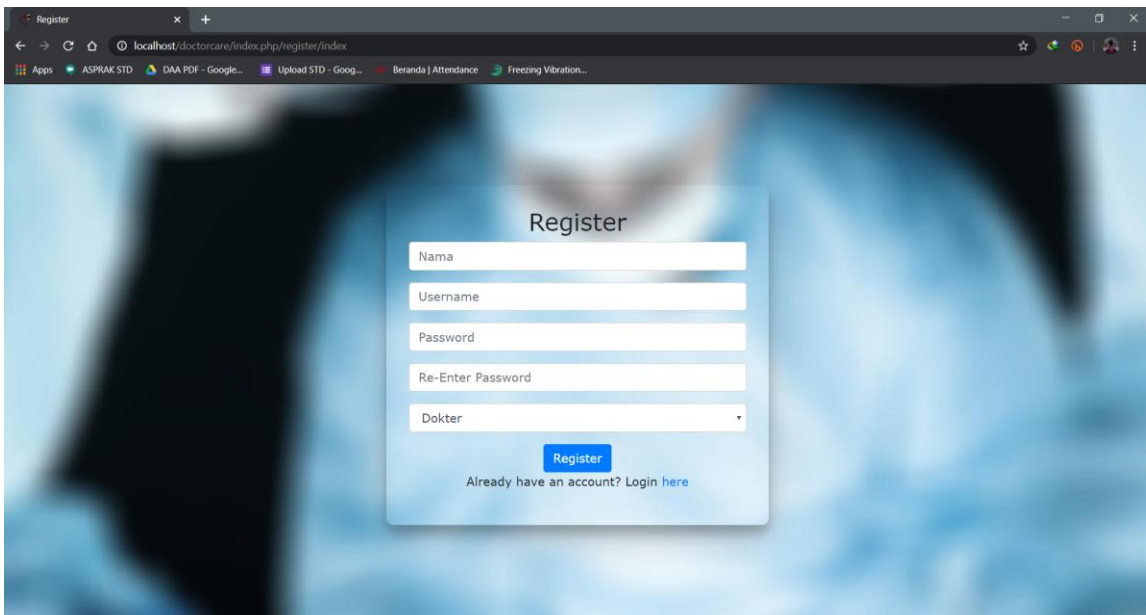 Register
localhost/doctorcare/index.php/register/index
Apps ASPRAK STD DAA PDF - Google... Upload STD - Goog... Beranda | Attendance Freezing Vibration...
Register
Nama
Username
Password
Re-Enter Password
Dokter
Register
Already have an account? Login here